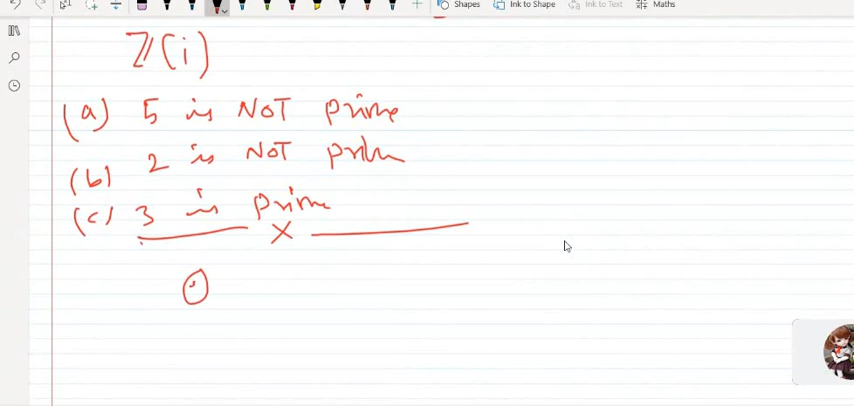 Shapes Ink to Shape Ink to Text Maths
ℤ(i)
(a) 5 is NOT prime
(b) 2 is NOT prime
(c) 3 is prime